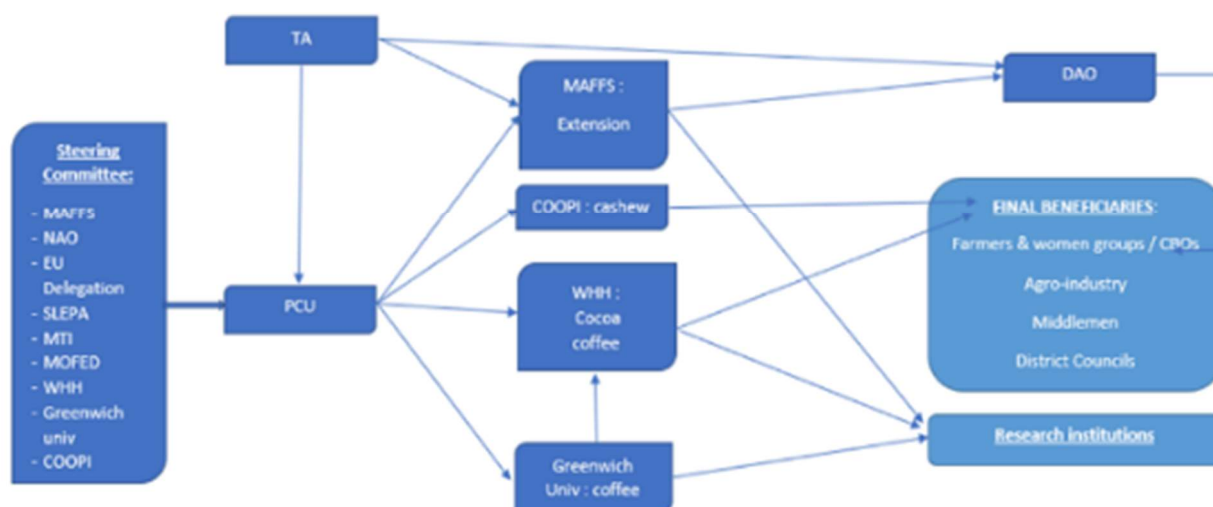 TA
DAO
MAFFS :
Extension
Steering
Committee:
- MAFFS
- NAO
- EU
Delegation
- SLEPA
- MTI
- MOFED
- WHH
- Greenwich
univ
- COOPI
COOPI : cashew
PCU
WHH :
Cocoa
coffee
Greenwich
Univ : coffee
FINAL BENEFICIARIES:
Farmers & women groups / CBOs
Agro-industry
Middlemen
District Councils
Research institutions